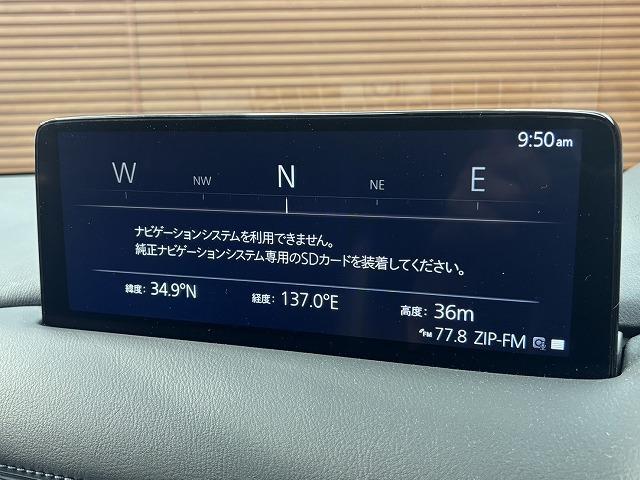 9:50am
W NW N NE E
ナビゲーションシステムを利用できません。
純正ナビゲーションシステム専用のSDカードを装着してください。
緯度: 34.9°N 経度: 137.0°E 高度: 36m
FM 77.8 ZIP-FM